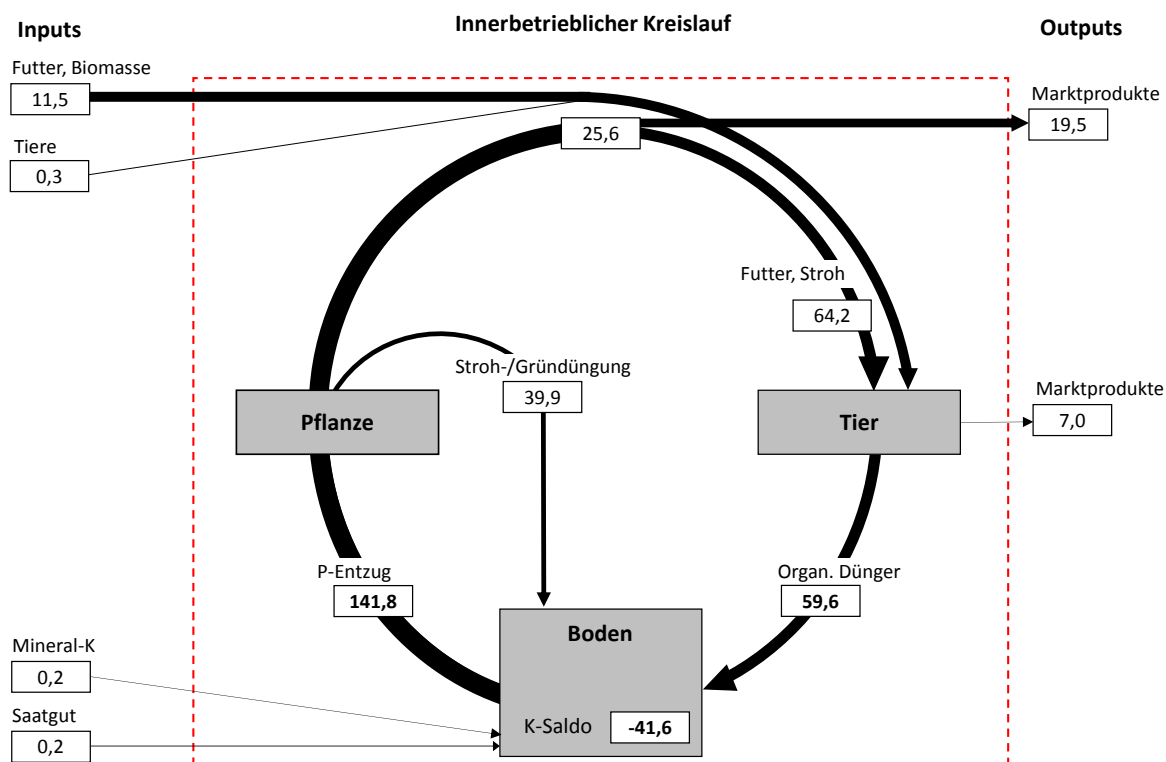 Innerbetrieblicher Kreislauf
Inputs
Outputs
Futter, Biomasse
11,5
Marktprodukte
19,5
25,6
Tiere
0,3
Futter, Stroh
64,2
Stroh-/Gründüngung
39,9
Marktprodukte
7,0
Pflanze
Tier
P-Entzug
141,8
Organ. Dünger
59,6
Boden
Mineral-K
0,2
Saatgut
0,2
K-Saldo -41,6